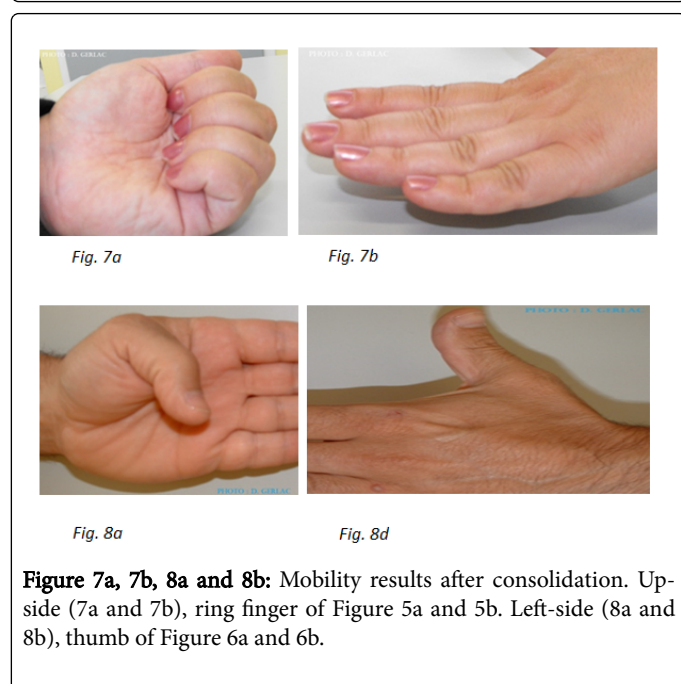 PHOTO - D. GERLAC
PHOTO - D. GERLAC
Fig. 7a
Fig. 7b
PHOTO - D. GERLAC
PHOTO - D. GERLAC
Fig. 8a
Fig. 8d
Figure 7a, 7b, 8a and 8b: Mobility results after consolidation. Up-
side (7a and 7b), ring finger of Figure 5a and 5b. Left-side (8a and
8b), thumb of Figure 6a and 6b.